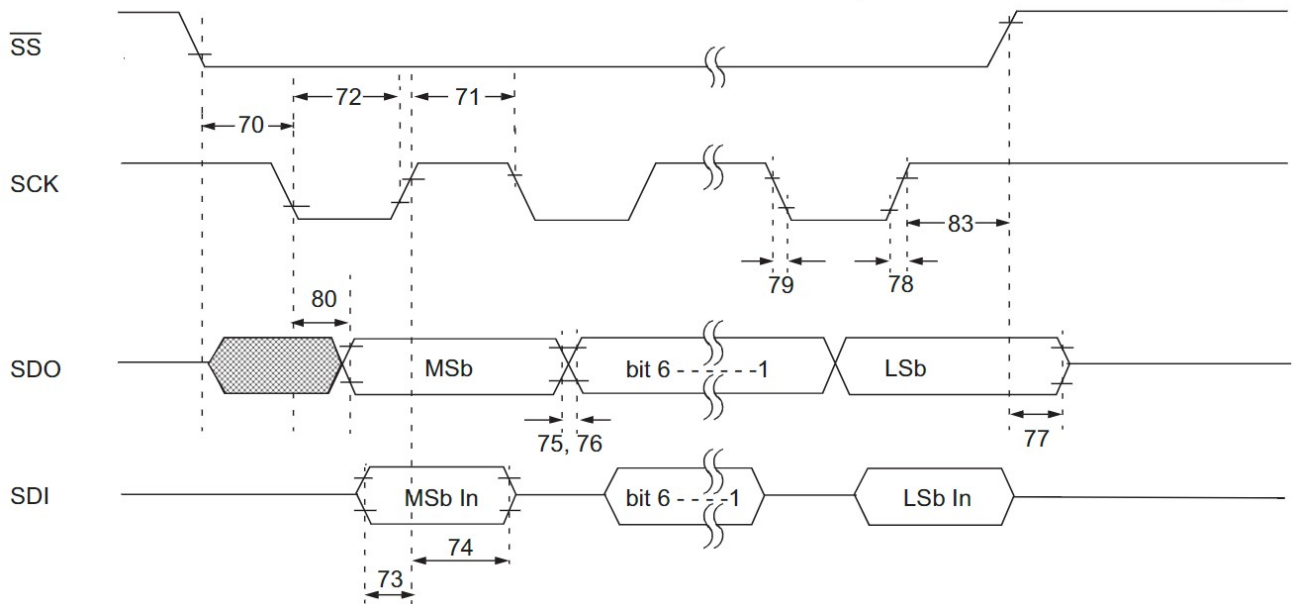 SS
72
71
70
SCK
83
79
78
80
SDO
MSb
bit 6 - - - - - - -1
LSb
75, 76
77
SDI
MSb In
bit 6 - - - - -1
LSb In
74
73